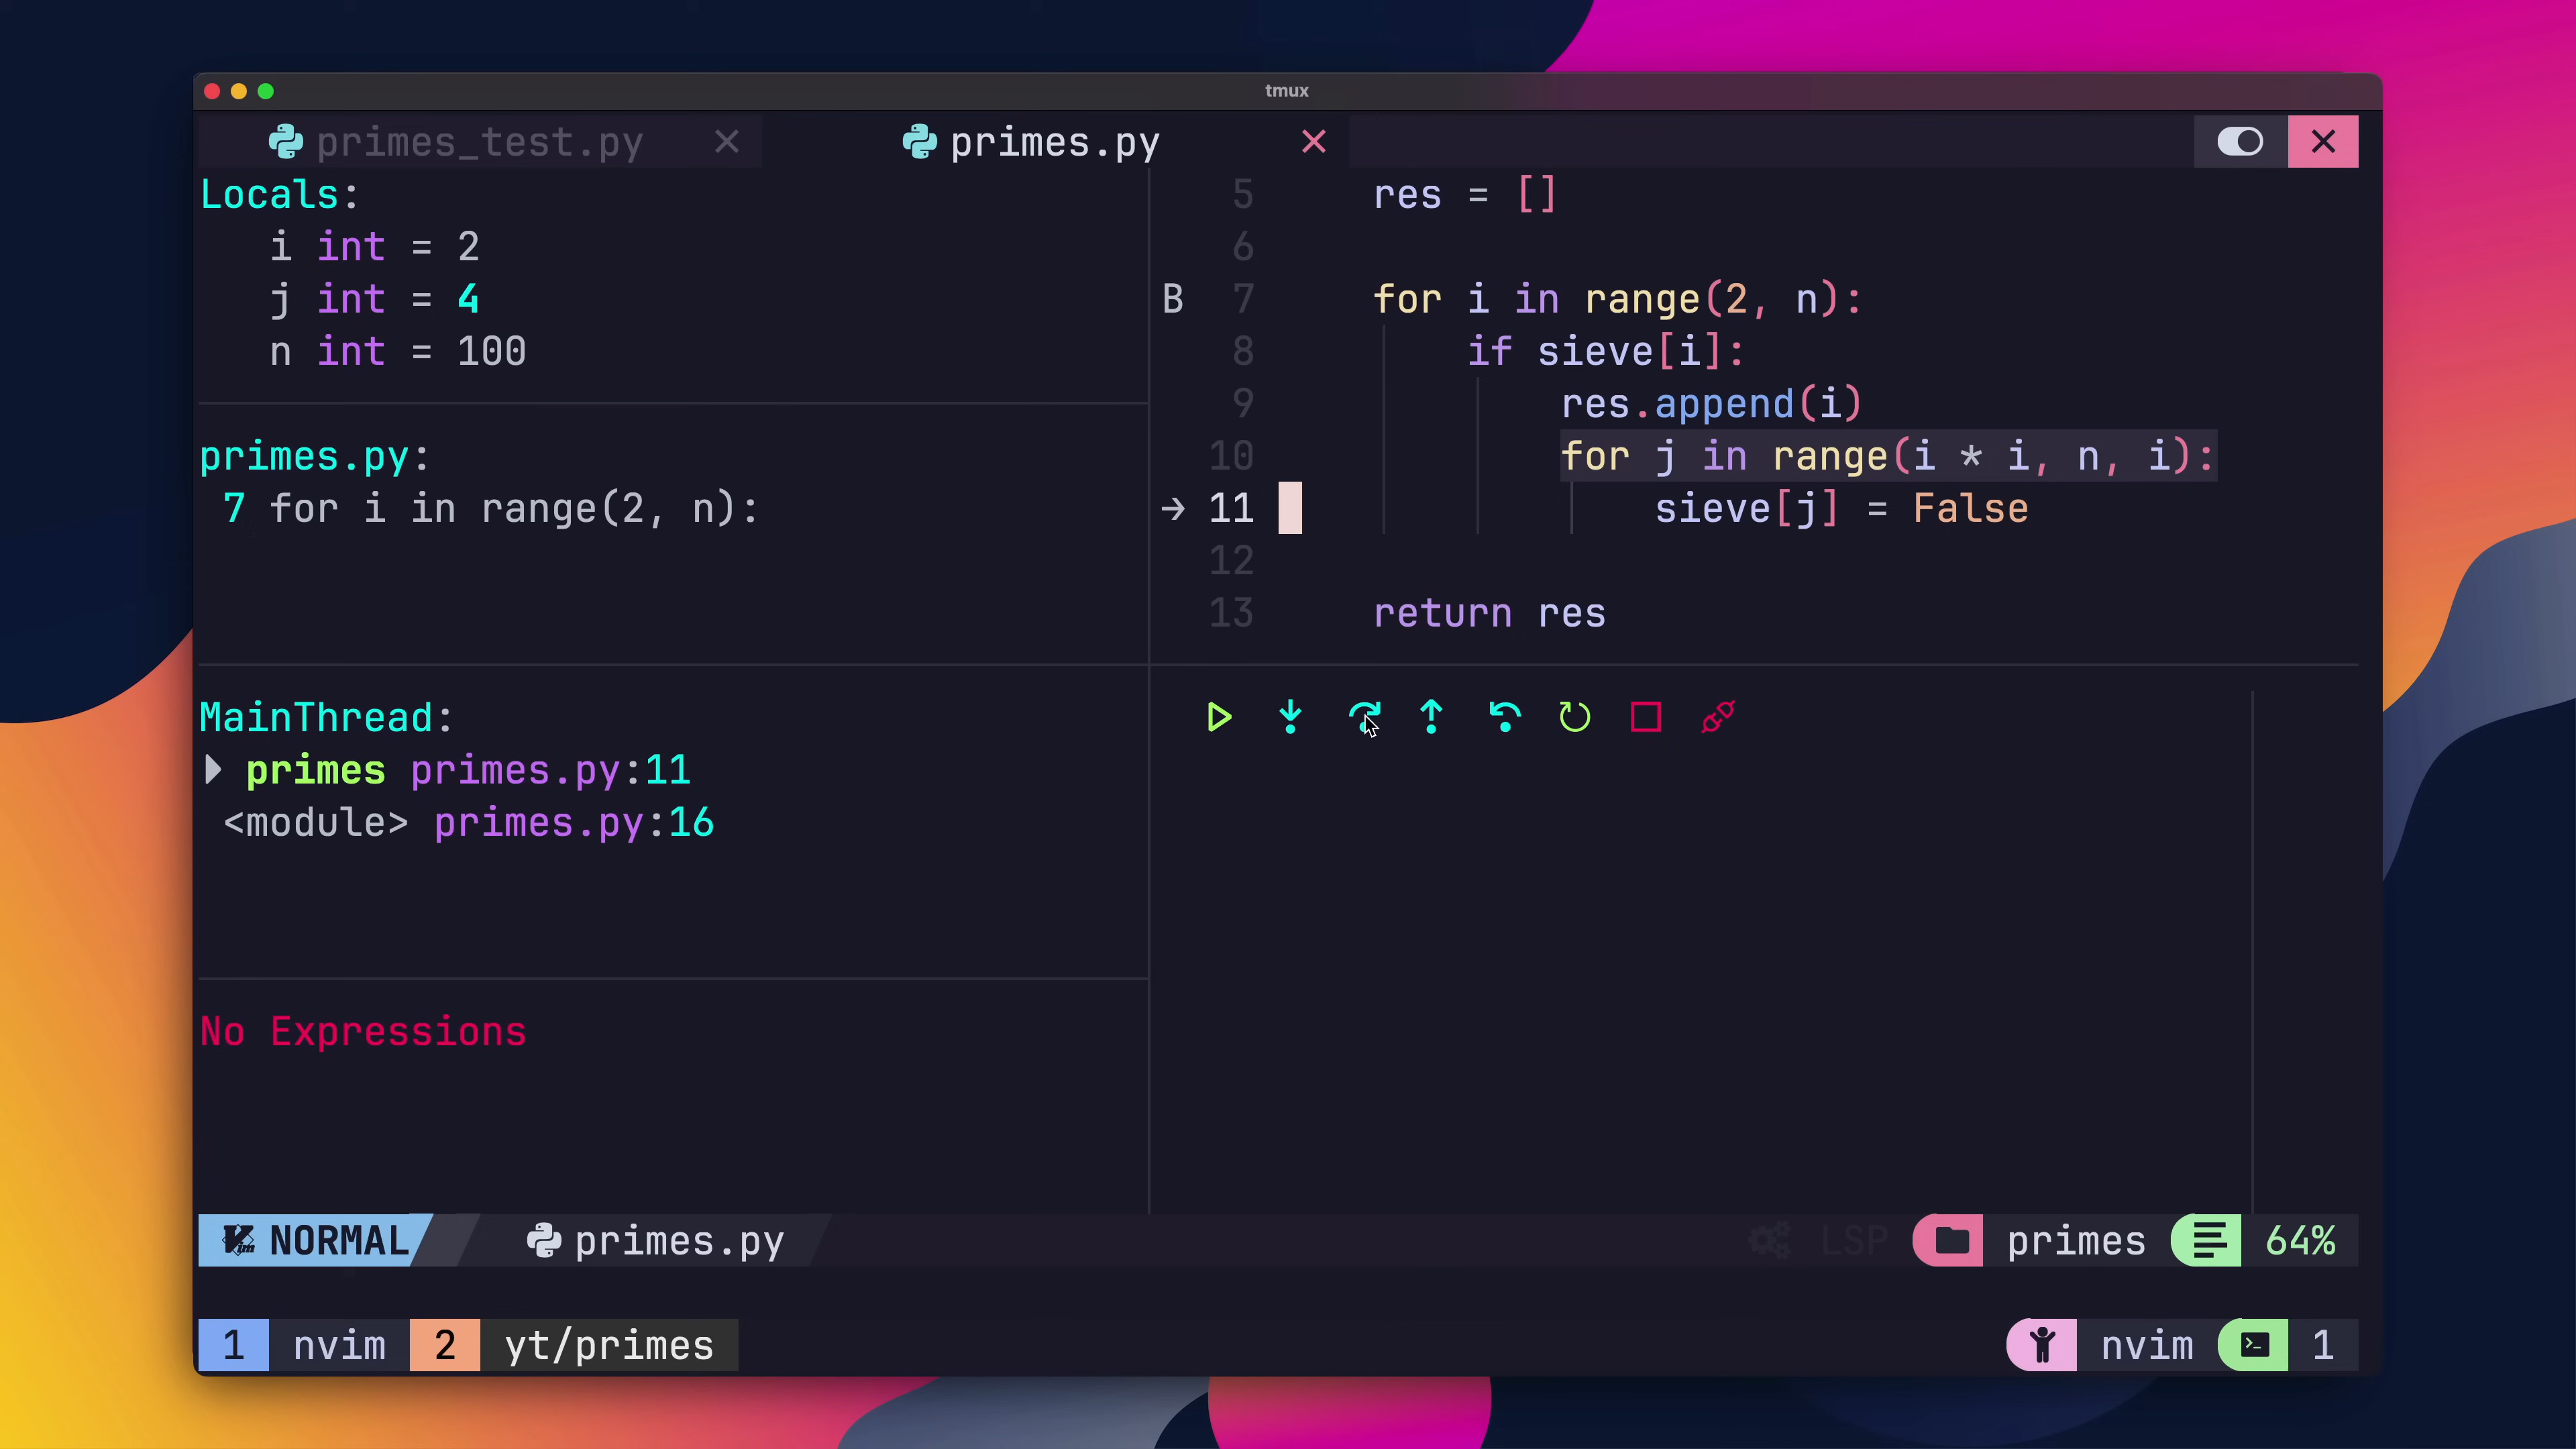 tmux
primes_test.py
primes.py
Locals:
i int = 2
j int = 4
n int = 100
primes.py:
7 for i in range(2, n):
MainThread:
primes primes.py:11
<module> primes.py:16
No Expressions
5 res = []
6
B 7 for i in range(2, n):
8 if sieve[i]:
9 res.append(i)
10 for j in range(i * i, n, i):
→ 11 sieve[j] = False
12
13 return res
NORMAL primes.py LSP primes 64%
1 nvim 2 yt/primes nvim 1